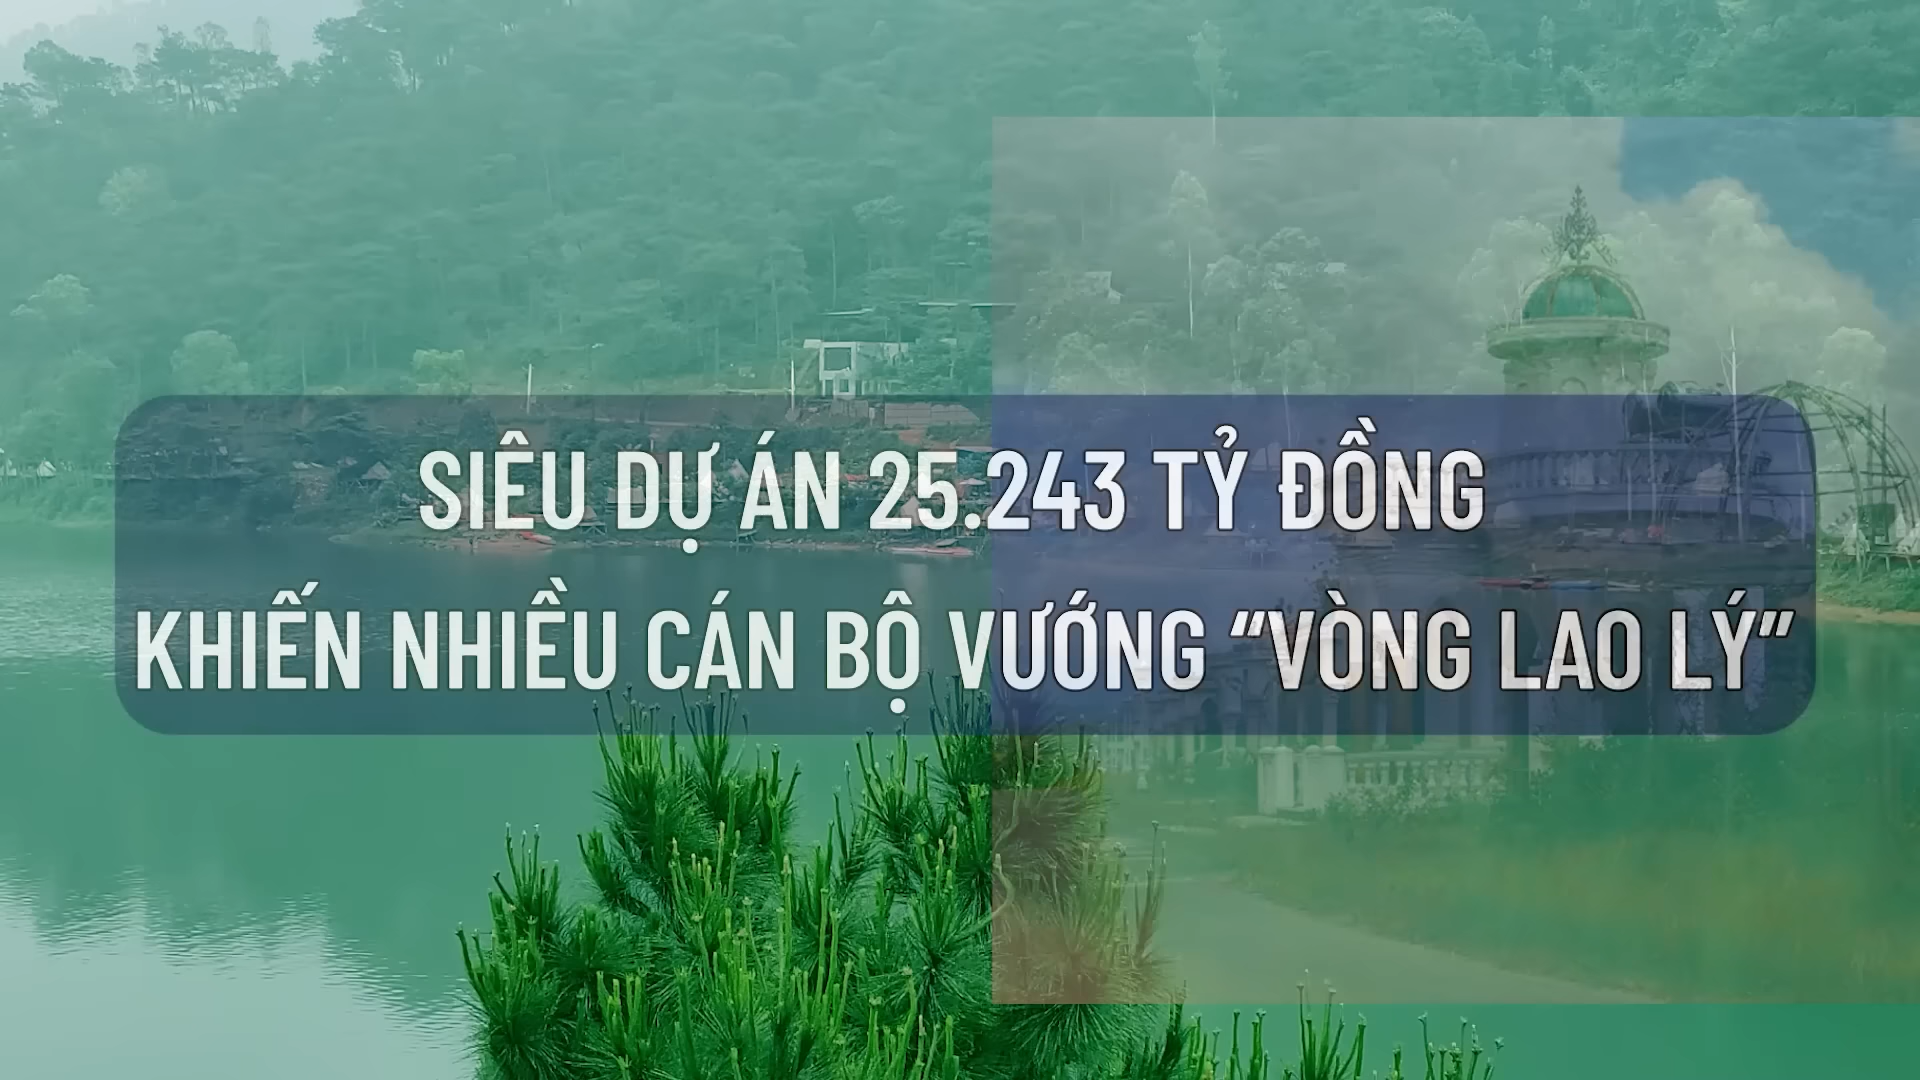 SIÊU DỰ ÁN 25.243 TỶ ĐỒNG
KHIẾN NHIỀU CÁN BỘ VƯỚNG “VÒNG LAO LÝ”